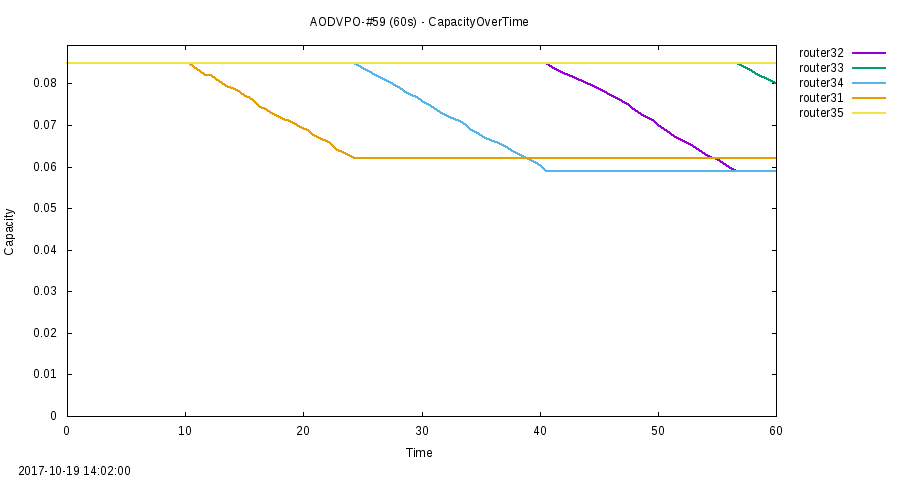 AODVPO-#59 (60s) - CapacityOverTime
router32
router33
router34
router31
router35
0.08
0.07
0.06
0.05
0.04
0.03
0.02
0.01
0
Capacity
0 10 20 30 40 50 60
Time
2017-10-19 14:02:00